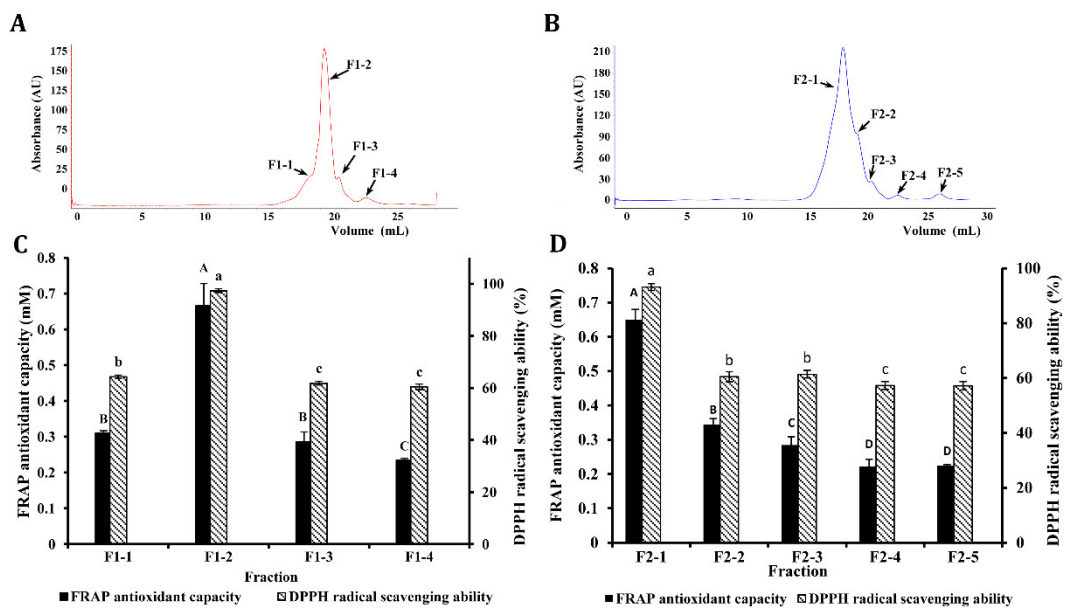 A
Absorbance (AU)
175
150
125
100
75
50
25
0
F1-1
F1-2
F1-3
F1-4
0 5 10 15 20 25
Volume (mL)
B
Absorbance (AU)
210
180
150
120
90
60
30
0
F2-1
F2-2
F2-3
F2-4
F2-5
0 5 10 15 20 25 30
Volume (mL)
C
FRAP antioxidant capacity (mM)
0.8
0.7
0.6
0.5
0.4
0.3
0.2
0.1
0
B b
A a
B c
C c
100
80
60
40
20
0
DPPH radical scavenging ability (%)
F1-1 F1-2 F1-3 F1-4
Fraction
FRAP antioxidant capacity DPPH radical scavenging ability
D
FRAP antioxidant capacity (mM)
0.8
0.7
0.6
0.5
0.4
0.3
0.2
0.1
0
A a
B b
C b
D c
D c
100
80
60
40
20
0
DPPH radical scavenging ability (%)
F2-1 F2-2 F2-3 F2-4 F2-5
Fraction
FRAP antioxidant capacity DPPH radical scavenging ability